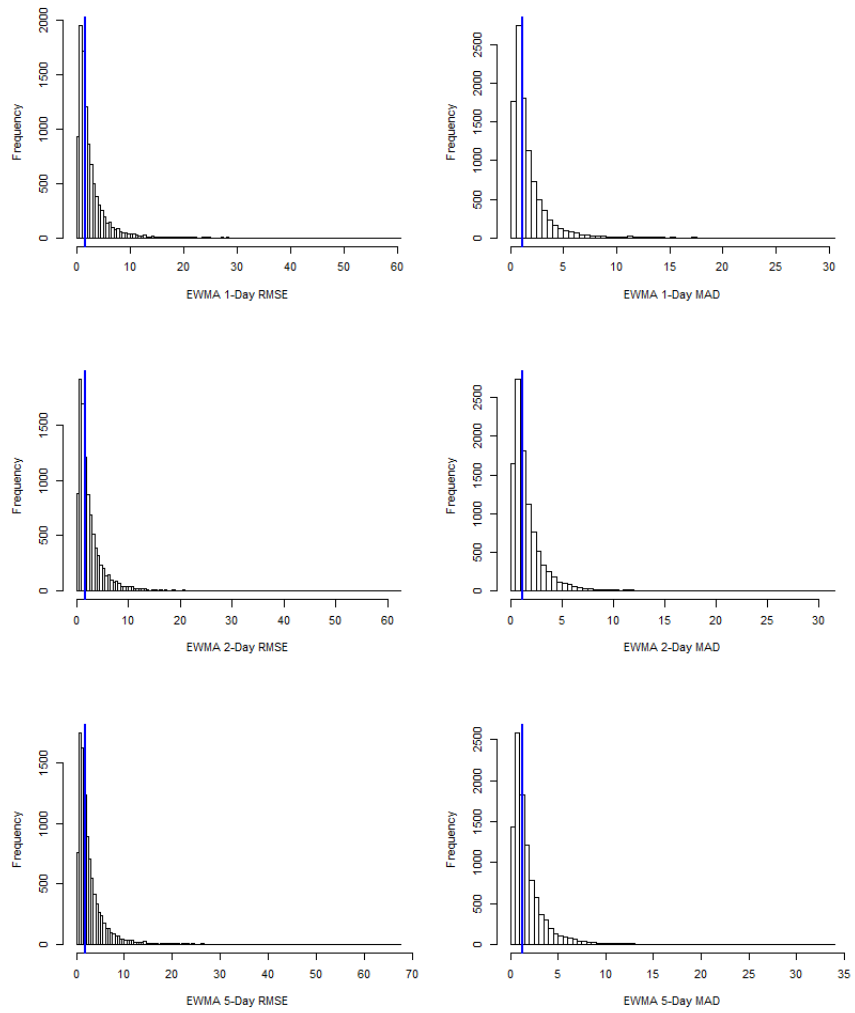 Frequency
0 500 1000 1500 2000
0 10 20 30 40 50 60
EWMA 1-Day RMSE
Frequency
0 500 1000 1500 2000 2500
0 5 10 15 20 25 30
EWMA 1-Day MAD
Frequency
0 500 1000 1500
0 10 20 30 40 50 60
EWMA 2-Day RMSE
Frequency
0 500 1000 1500 2000 2500
0 5 10 15 20 25 30
EWMA 2-Day MAD
Frequency
0 500 1000 1500
0 10 20 30 40 50 60 70
EWMA 5-Day RMSE
Frequency
0 500 1000 1500 2000 2500
0 5 10 15 20 25 30 35
EWMA 5-Day MAD